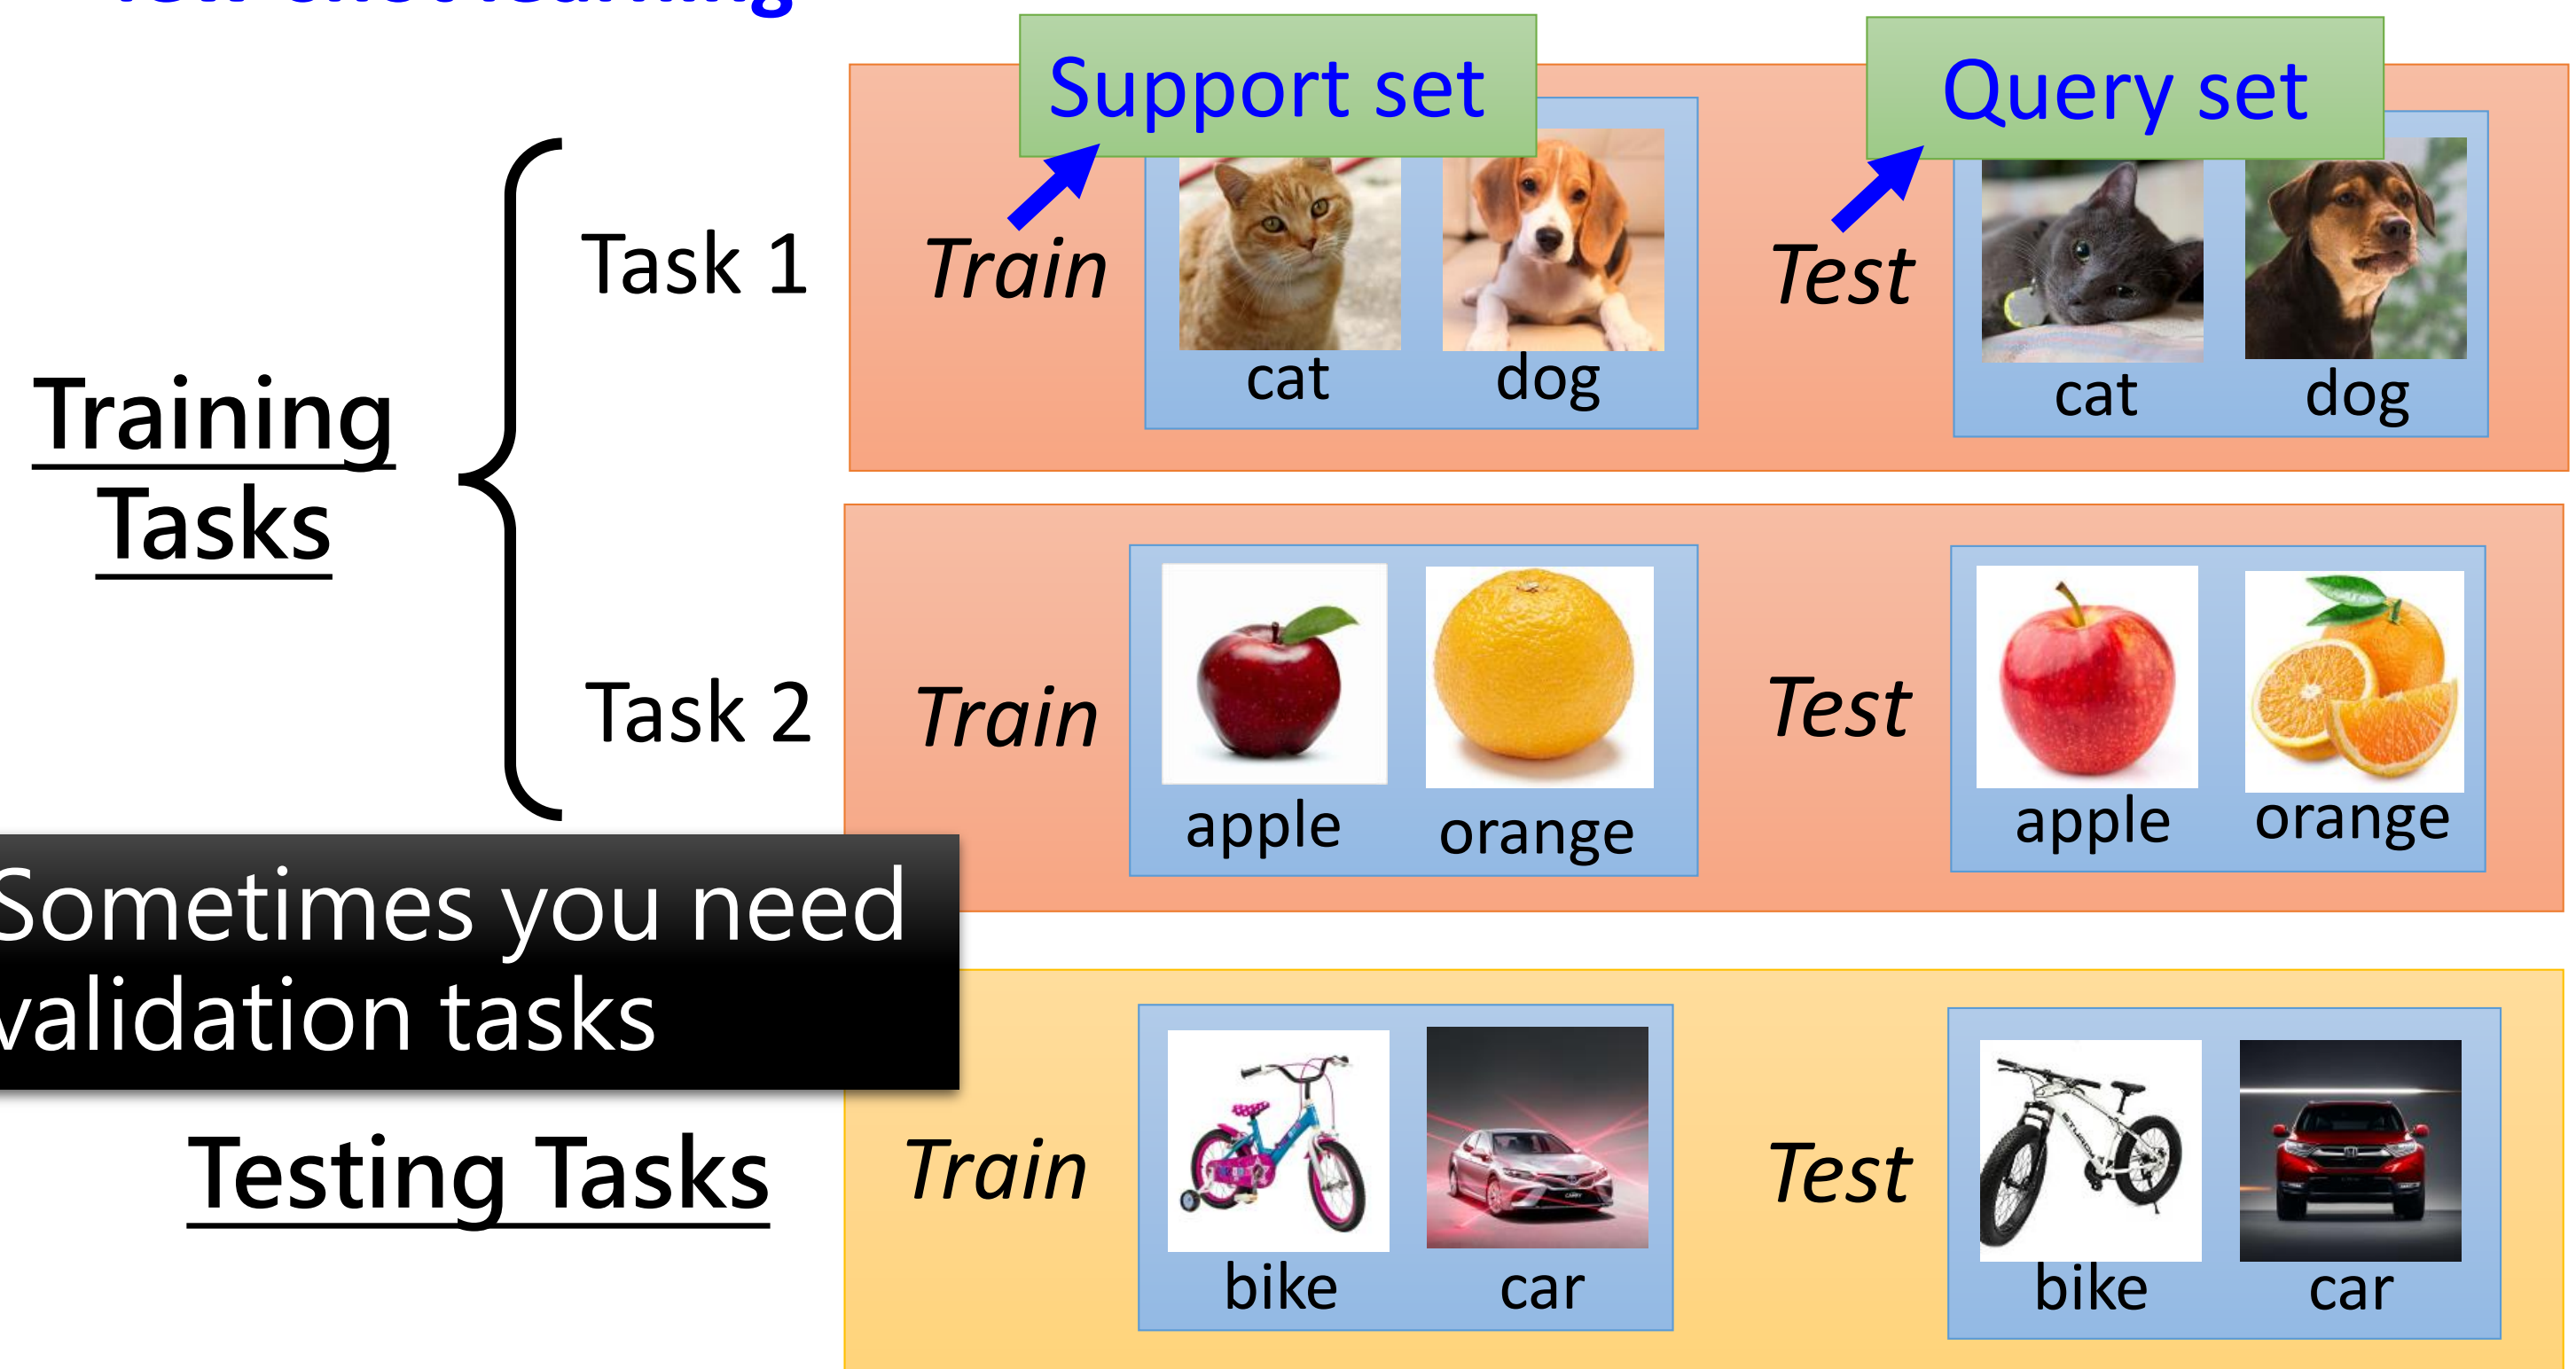 learning
Support set
Query set
Task 1
Train
Test
cat
dog
cat
dog
Training
Tasks
Task 2
Train
Test
apple
orange
apple
orange
Sometimes you need
validation tasks
Testing Tasks
Train
Test
bike
car
bike
car